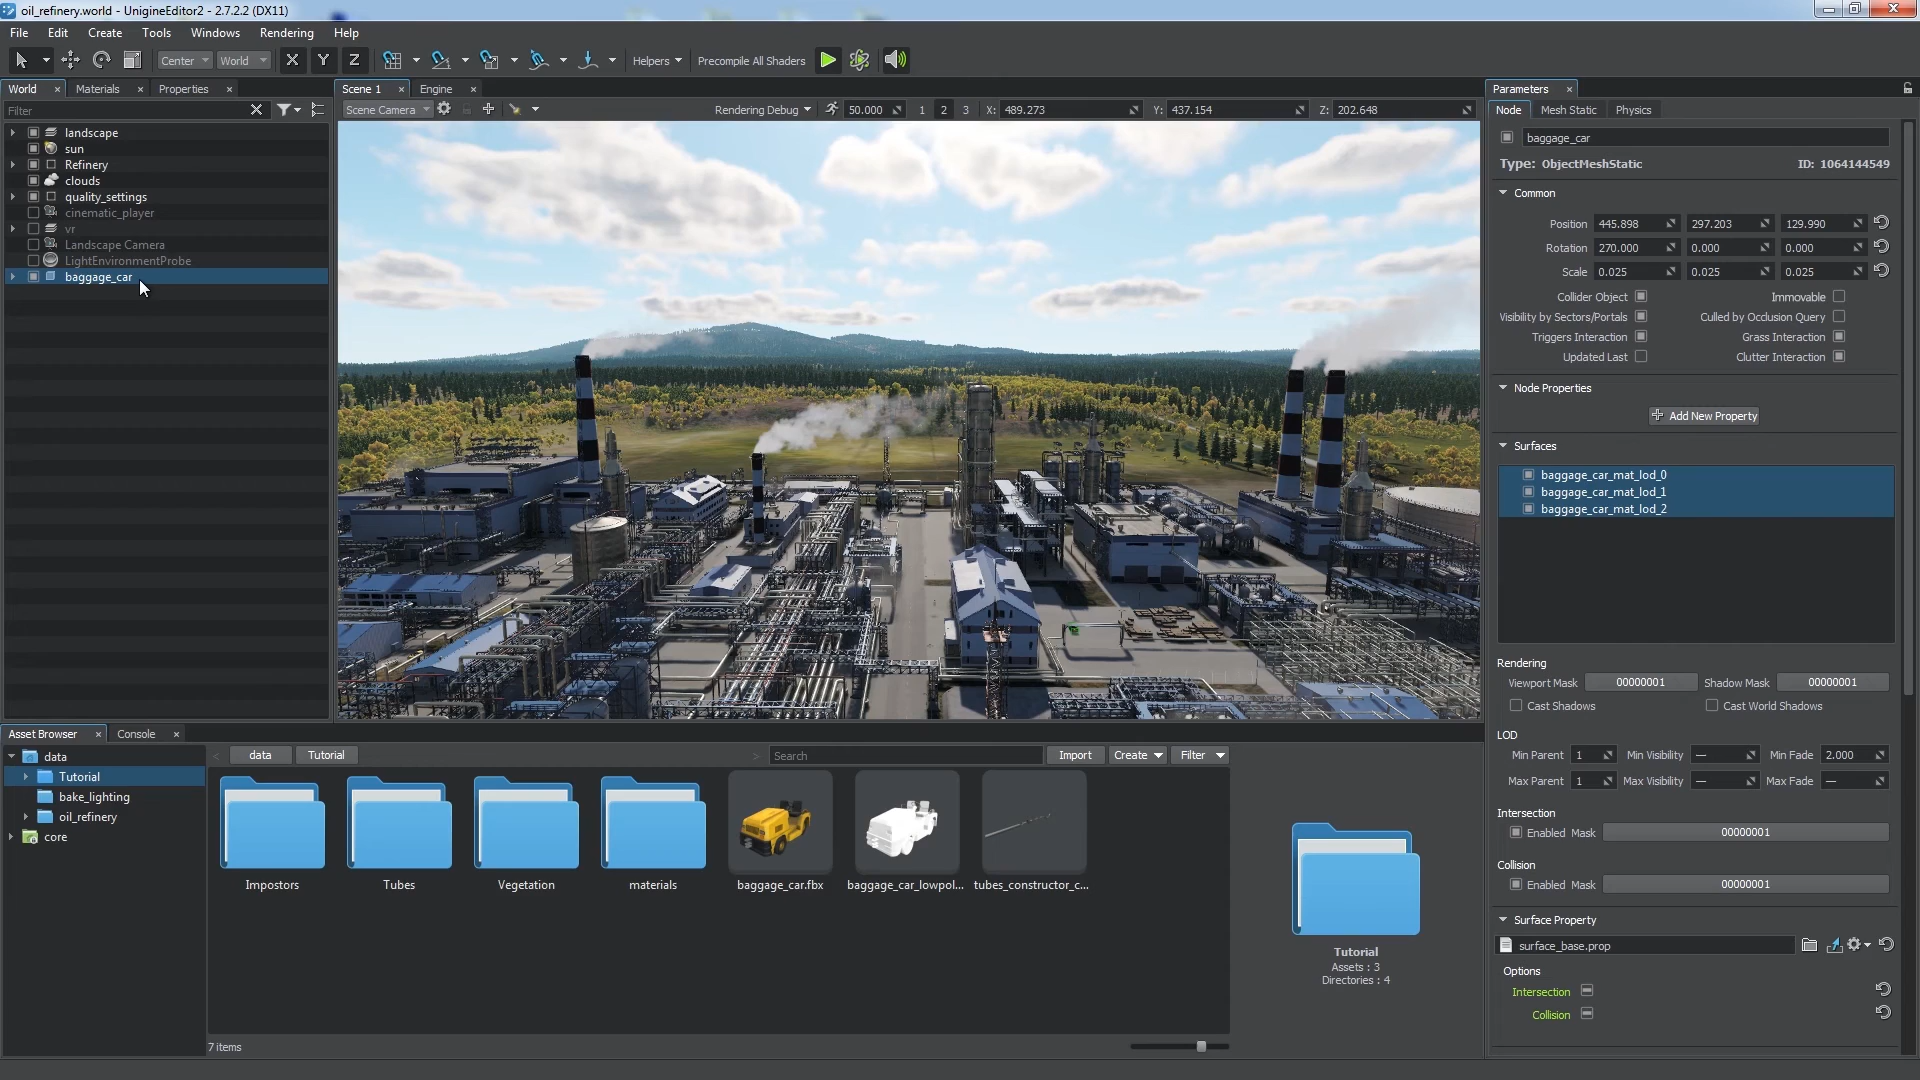 oil_refinery.world - UnigineEditor2 - 2.7.2.2 (DX11)
File Edit Create Tools Windows Rendering Help
Center World X Y Z Helpers Precompile All Shaders
World Materials Properties
Filter
landscape
sun
Refinery
clouds
quality_settings
cinematic_player
vr
Landscape Camera
LightEnvironmentProbe
baggage_car
Scene 1 Engine
Scene Camera Rendering Debug 50.000 1 2 3 X: 489.273 Y: 437.154 Z: 202.648
Parameters
Node Mesh Static Physics
baggage_car
Type: ObjectMeshStatic ID: 1064144549
Common
Position 445.898 297.203 129.990
Rotation 270.000 0.000 0.000
Scale 0.025 0.025 0.025
Collider Object Immovable
Visibility by Sectors/Portals Culled by Occlusion Query
Triggers Interaction Grass Interaction
Updated Last Clutter Interaction
Node Properties
Add New Property
Surfaces
baggage_car_mat_lod_0
baggage_car_mat_lod_1
baggage_car_mat_lod_2
Rendering
Viewport Mask 00000001 Shadow Mask 00000001
Cast Shadows Cast World Shadows
LOD
Min Parent 1 Min Visibility — Min Fade 2.000
Max Parent 1 Max Visibility — Max Fade —
Intersection
Enabled Mask 00000001
Collision
Enabled Mask 00000001
Surface Property
surface_base.prop
Options
Intersection
Collision
Asset Browser Console
data
Tutorial
bake_lighting
oil_refinery
core
data Tutorial Search Import Create Filter
Impostors Tubes Vegetation materials baggage_car.fbx baggage_car_lowpol... tubes_constructor_c...
Tutorial
Assets : 3
Directories : 4
7 items